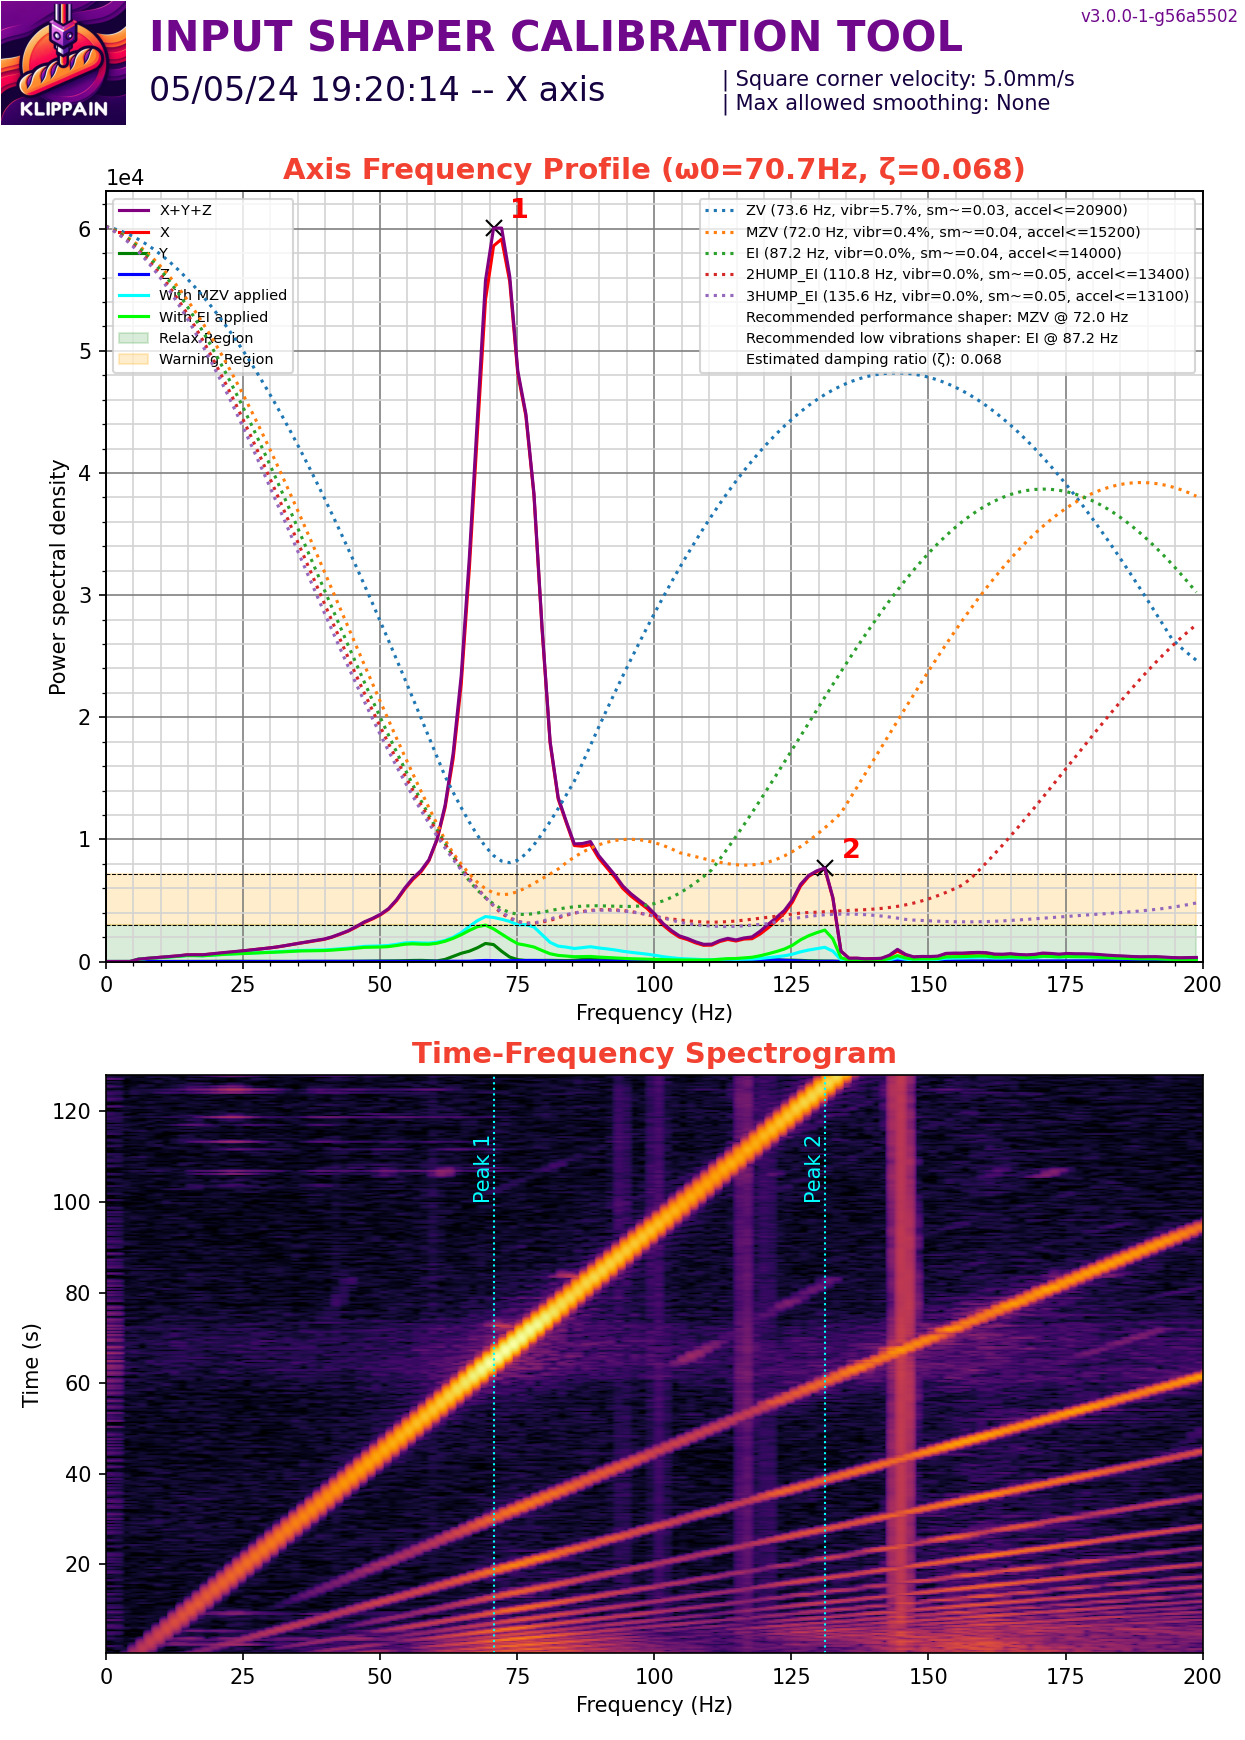 v3.0.0-1-g56a5502
INPUT SHAPER CALIBRATION TOOL
05/05/24 19:20:14 -- X axis
| Square corner velocity: 5.0mm/s
| Max allowed smoothing: None
KLIPPAIN
Axis Frequency Profile (ω0=70.7Hz, ζ=0.068)
1e4
X+Y+Z
X
Y
Z
With MZV applied
With EI applied
Relax Region
Warning Region
ZV (73.6 Hz, vibr=5.7%, sm~=0.03, accel<=20900)
MZV (72.0 Hz, vibr=0.4%, sm~=0.04, accel<=15200)
EI (87.2 Hz, vibr=0.0%, sm~=0.04, accel<=14000)
2HUMP_EI (110.8 Hz, vibr=0.0%, sm~=0.05, accel<=13400)
3HUMP_EI (135.6 Hz, vibr=0.0%, sm~=0.05, accel<=13100)
Recommended performance shaper: MZV @ 72.0 Hz
Recommended low vibrations shaper: EI @ 87.2 Hz
Estimated damping ratio (ζ): 0.068
1
2
Power spectral density
6
5
4
3
2
1
0
0 25 50 75 100 125 150 175 200
Frequency (Hz)
Time-Frequency Spectrogram
Time (s)
120
100
80
60
40
20
Peak 1
Peak 2
0 25 50 75 100 125 150 175 200
Frequency (Hz)